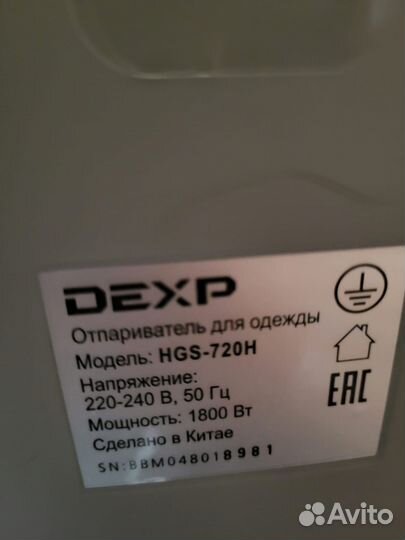 DEXP
Отпариватель для одежды
Модель: HGS-720H
Напряжение:
220-240 В, 50 Гц
Мощность: 1800 Вт
Сделано в Китае
SN:BBM048018981
EAC
Avito